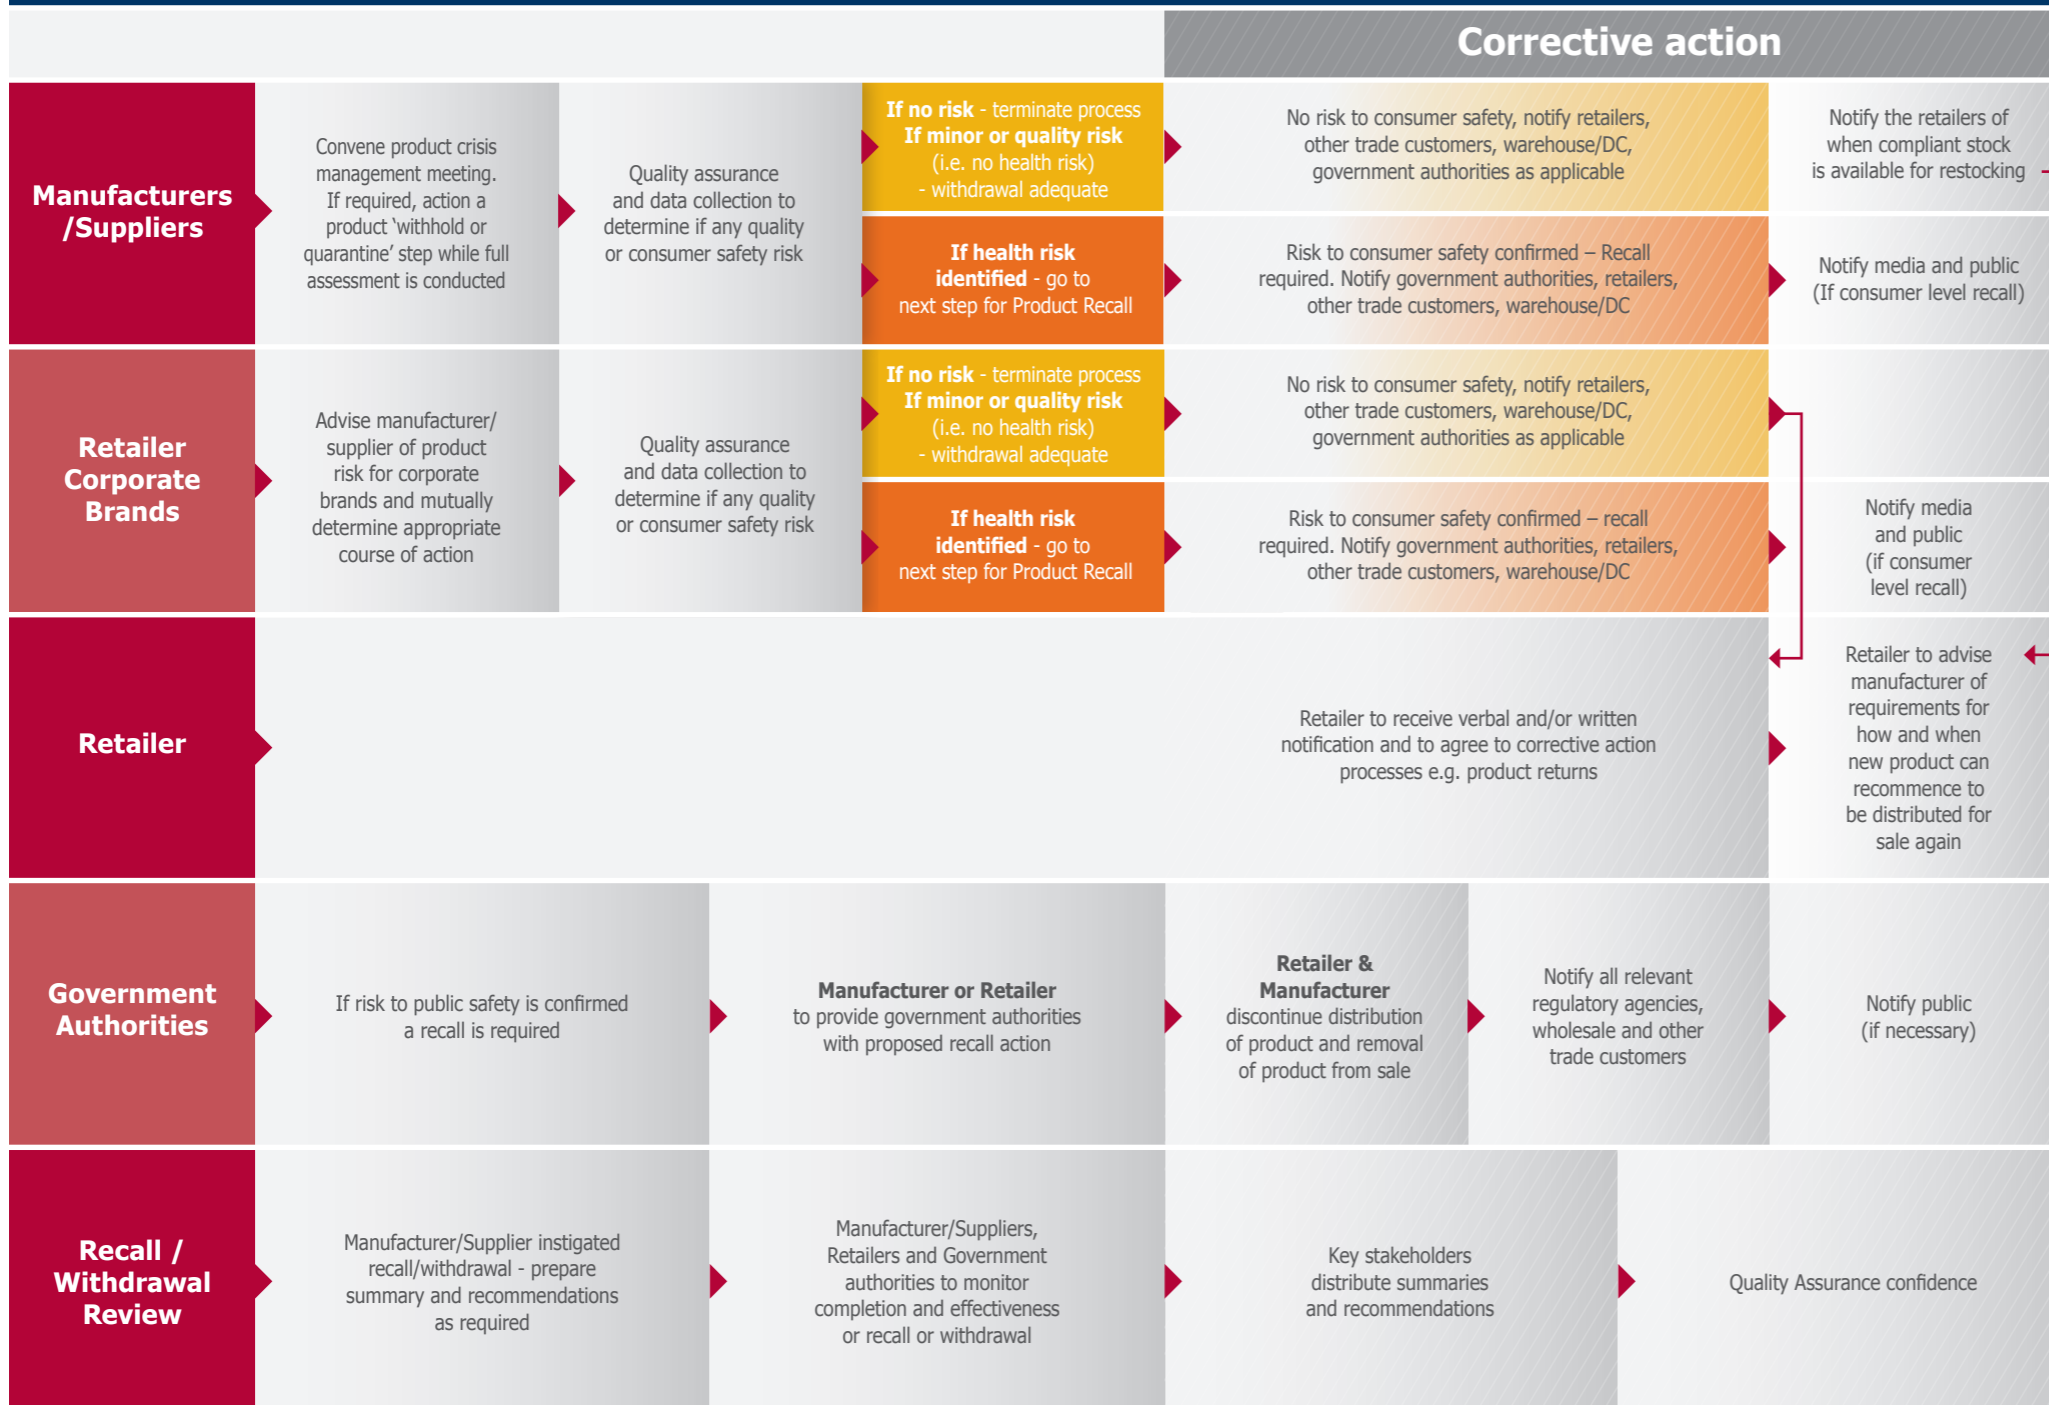 Corrective action
Manufacturers
/Suppliers
Convene product crisis
management meeting.
If required, action a
product ‘withhold or
quarantine’ step while full
assessment is conducted
Quality assurance
and data collection to
determine if any quality
or consumer safety risk
If no risk - terminate process
If minor or quality risk
(i.e. no health risk)
- withdrawal adequate
No risk to consumer safety, notify retailers,
other trade customers, warehouse/DC,
government authorities as applicable
Notify the retailers of
when compliant stock
is available for restocking
If health risk
identified - go to
next step for Product Recall
Risk to consumer safety confirmed – Recall
required. Notify government authorities, retailers,
other trade customers, warehouse/DC
Notify media and public
(If consumer level recall)
Retailer
Corporate
Brands
Advise manufacturer/
supplier of product
risk for corporate
brands and mutually
determine appropriate
course of action
Quality assurance
and data collection to
determine if any quality
or consumer safety risk
If no risk - terminate process
If minor or quality risk
(i.e. no health risk)
- withdrawal adequate
No risk to consumer safety, notify retailers,
other trade customers, warehouse/DC,
government authorities as applicable
If health risk
identified - go to
next step for Product Recall
Risk to consumer safety confirmed – recall
required. Notify government authorities, retailers,
other trade customers, warehouse/DC
Notify media
and public
(if consumer
level recall)
Retailer
Retailer to receive verbal and/or written
notification and to agree to corrective action
processes e.g. product returns
Retailer to advise
manufacturer of
requirements for
how and when
new product can
recommence to
be distributed for
sale again
Government
Authorities
If risk to public safety is confirmed
a recall is required
Manufacturer or Retailer
to provide government authorities
with proposed recall action
Retailer &
Manufacturer
discontinue distribution
of product and removal
of product from sale
Notify all relevant
regulatory agencies,
wholesale and other
trade customers
Notify public
(if necessary)
Recall /
Withdrawal
Review
Manufacturer/Supplier instigated
recall/withdrawal - prepare
summary and recommendations
as required
Manufacturer/Suppliers,
Retailers and Government
authorities to monitor
completion and effectiveness
or recall or withdrawal
Key stakeholders
distribute summaries
and recommendations
Quality Assurance confidence